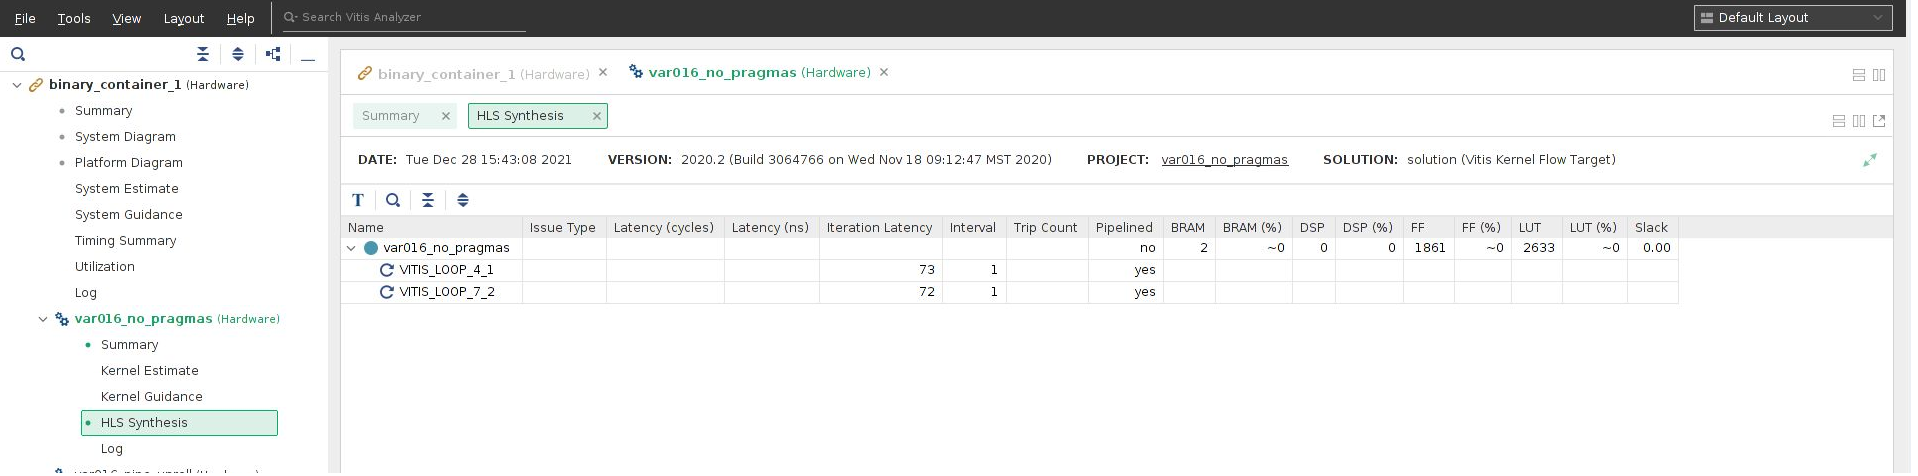 File Tools View Layout Help Search Vitis Analyzer Default Layout
binary_container_1 (Hardware)
Summary
System Diagram
Platform Diagram
System Estimate
System Guidance
Timing Summary
Utilization
Log
var016_no_pragmas (Hardware)
Summary
Kernel Estimate
Kernel Guidance
HLS Synthesis
Log
binary_container_1 (Hardware) var016_no_pragmas (Hardware)
Summary HLS Synthesis
DATE: Tue Dec 28 15:43:08 2021 VERSION: 2020.2 (Build 3064766 on Wed Nov 18 09:12:47 MST 2020) PROJECT: var016_no_pragmas SOLUTION: solution (Vitis Kernel Flow Target)
T
Name Issue Type Latency (cycles) Latency (ns) Iteration Latency Interval Trip Count Pipelined BRAM BRAM (%) DSP DSP (%) FF FF (%) LUT LUT (%) Slack
var016_no_pragmas no 2 ~0 0 0 1861 ~0 2633 ~0 0.00
VITIS_LOOP_4_1 73 1 yes
VITIS_LOOP_7_2 72 1 yes